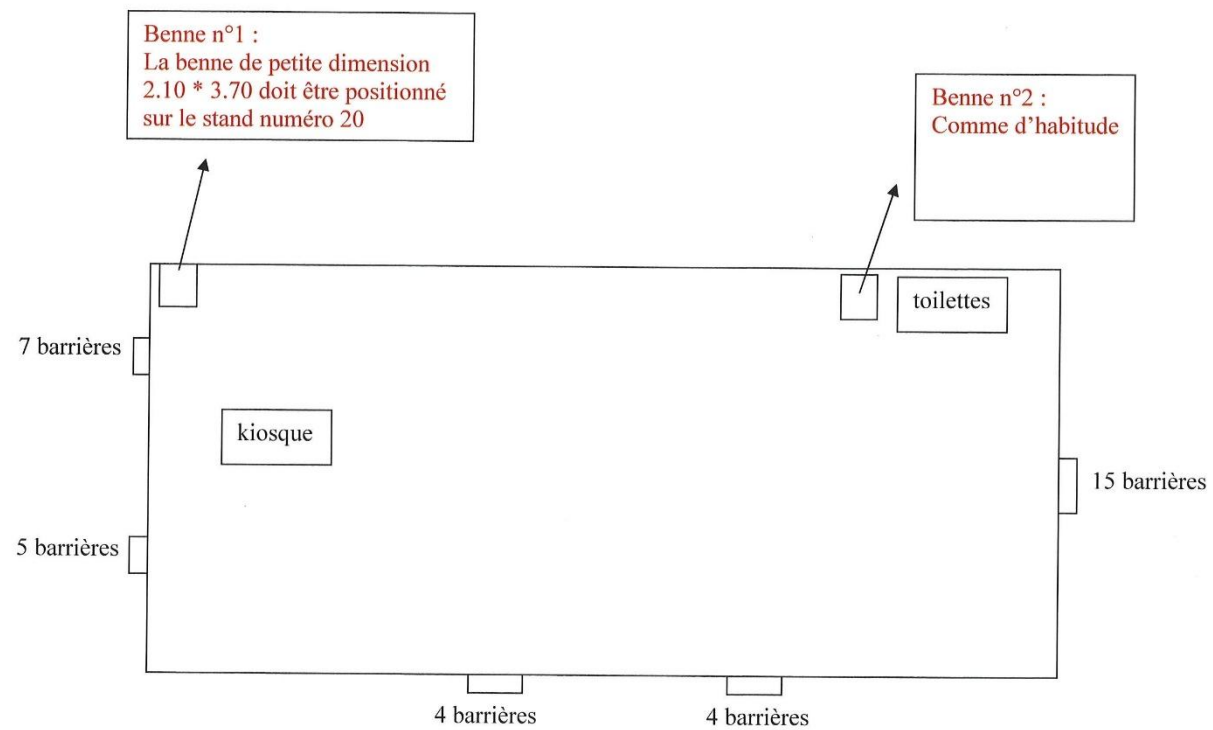 Benne n°1 :
La benne de petite dimension
2.10 * 3.70 doit être positionné
sur le stand numéro 20
Benne n°2 :
Comme d'habitude
toilettes
7 barrières
kiosque
15 barrières
5 barrières
4 barrières
4 barrières